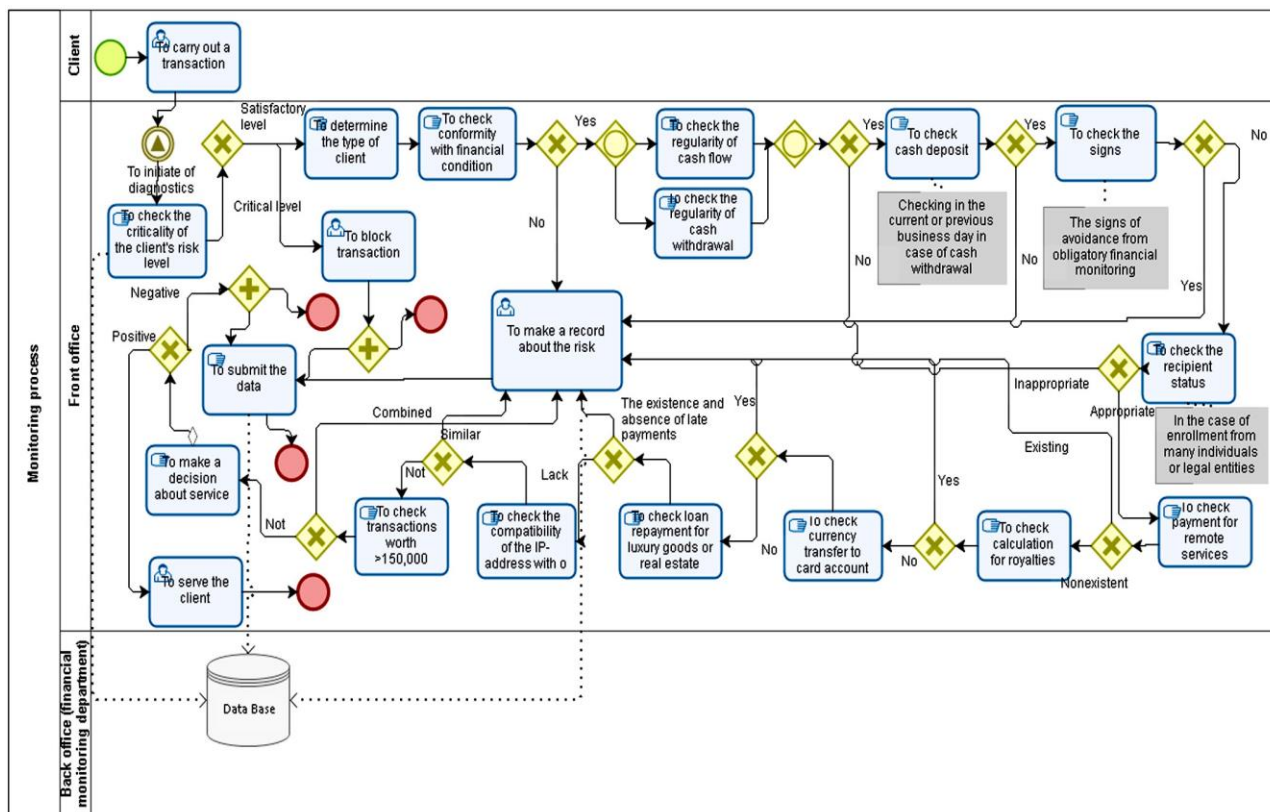 Monitoring process
Client
To carry out a
transaction
Front office
To initiate of
diagnostics
To check the
criticality of
the client's risk
level
Satisfactory
level
Critical level
To determine
the type of
client
To check
conformity
with financial
condition
Yes
No
To check the
regularity of
cash flow
To check the
regularity of
cash withdrawal
Yes
No
To check
cash deposit
Checking in the
current or previous
business day in
case of cash
withdrawal
Yes
No
To check the
signs
The signs of
avoidance from
obligatory financial
monitoring
No
Yes
To block
transaction
Negative
Positive
To submit the
data
To make a record
about the risk
To check the
recipient
status
In the case of
enrollment from
many individuals
or legal entities
Inappropriate
Appropriate
To make a
decision
about service
Not
Combined
Similar
Not
To check
transactions
worth
>150,000
To check the
compatibility
of the IP-
address with o
The existence and
absence of late
payments
Lack
To check loan
repayment for
luxury goods or
real estate
Yes
No
To check
currency
transfer to
card account
Yes
No
To check
calculation
for royalties
Existing
Nonexistent
To check
payment for
remote
services
To serve the
client
Back office (financial
monitoring department)
Data Base